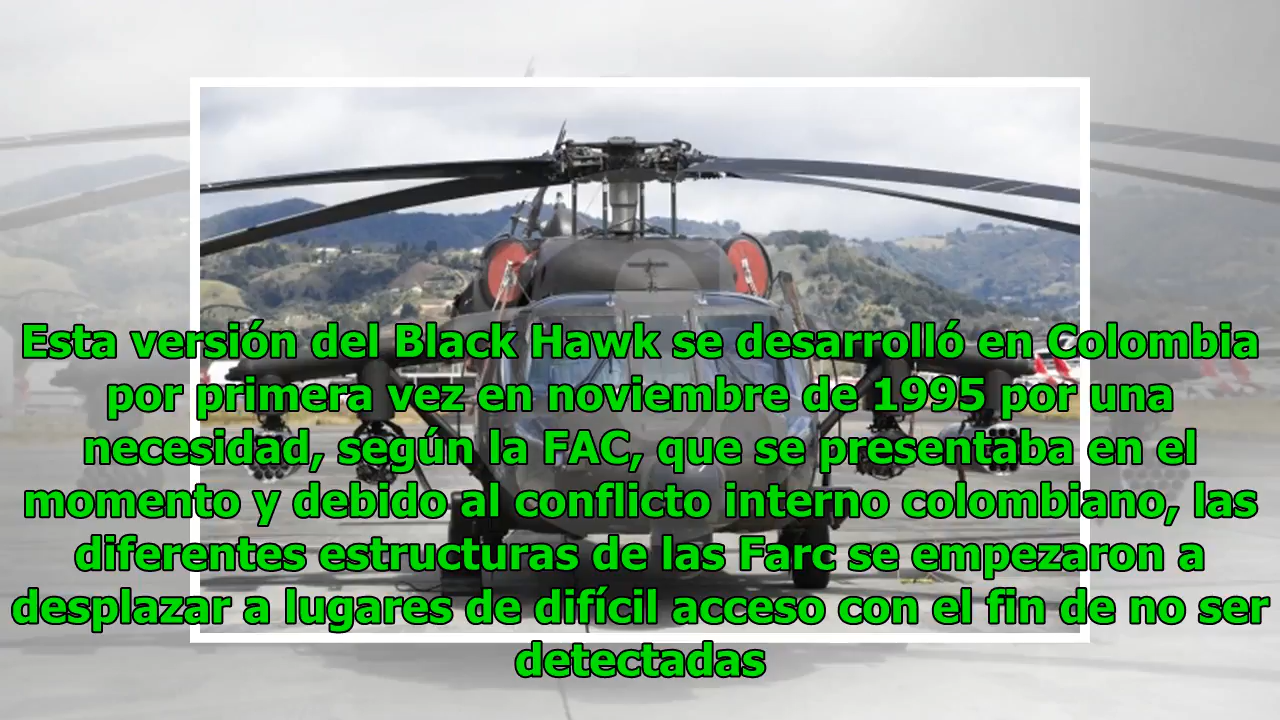 Esta versión del Black Hawk se desarrolló en Colombia
por primera vez en noviembre de 1995 por una
necesidad, según la FAC, que se presentaba en el
momento y debido al conflicto interno colombiano, las
diferentes estructuras de las Farc se empezaron a
desplazar a lugares de difícil acceso con el fin de no ser
detectadas